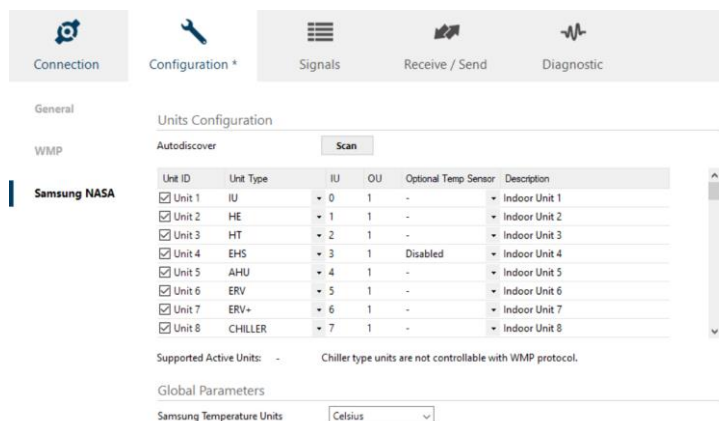 Connection Configuration * Signals Receive / Send Diagnostic
General
WMP
Samsung NASA
Units Configuration
Autodiscover Scan
Unit ID Unit Type IU OU Optional Temp Sensor Description
Unit 1 IU 0 1 - Indoor Unit 1
Unit 2 HE 1 1 - Indoor Unit 2
Unit 3 HT 2 1 - Indoor Unit 3
Unit 4 EHS 3 1 Disabled Indoor Unit 4
Unit 5 AHU 4 1 - Indoor Unit 5
Unit 6 ERV 5 1 - Indoor Unit 6
Unit 7 ERV+ 6 1 - Indoor Unit 7
Unit 8 CHILLER 7 1 - Indoor Unit 8
Supported Active Units: - Chiller type units are not controllable with WMP protocol.
Global Parameters
Samsung Temperature Units Celsius